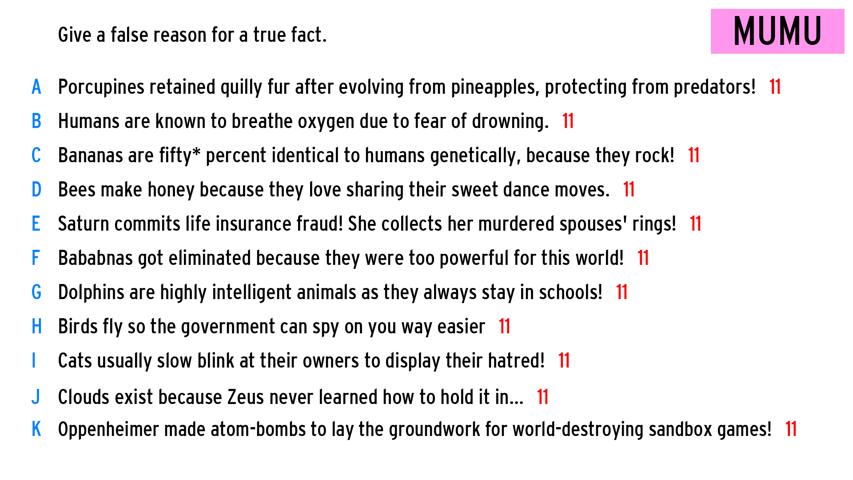 Give a false reason for a true fact.
MUMU
A Porcupines retained quilly fur after evolving from pineapples, protecting from predators! 11
B Humans are known to breathe oxygen due to fear of drowning. 11
C Bananas are fifty* percent identical to humans genetically, because they rock! 11
D Bees make honey because they love sharing their sweet dance moves. 11
E Saturn commits life insurance fraud! She collects her murdered spouses' rings! 11
F Bababnas got eliminated because they were too powerful for this world! 11
G Dolphins are highly intelligent animals as they always stay in schools! 11
H Birds fly so the government can spy on you way easier 11
I Cats usually slow blink at their owners to display their hatred! 11
J Clouds exist because Zeus never learned how to hold it in... 11
K Oppenheimer made atom-bombs to lay the groundwork for world-destroying sandbox games! 11